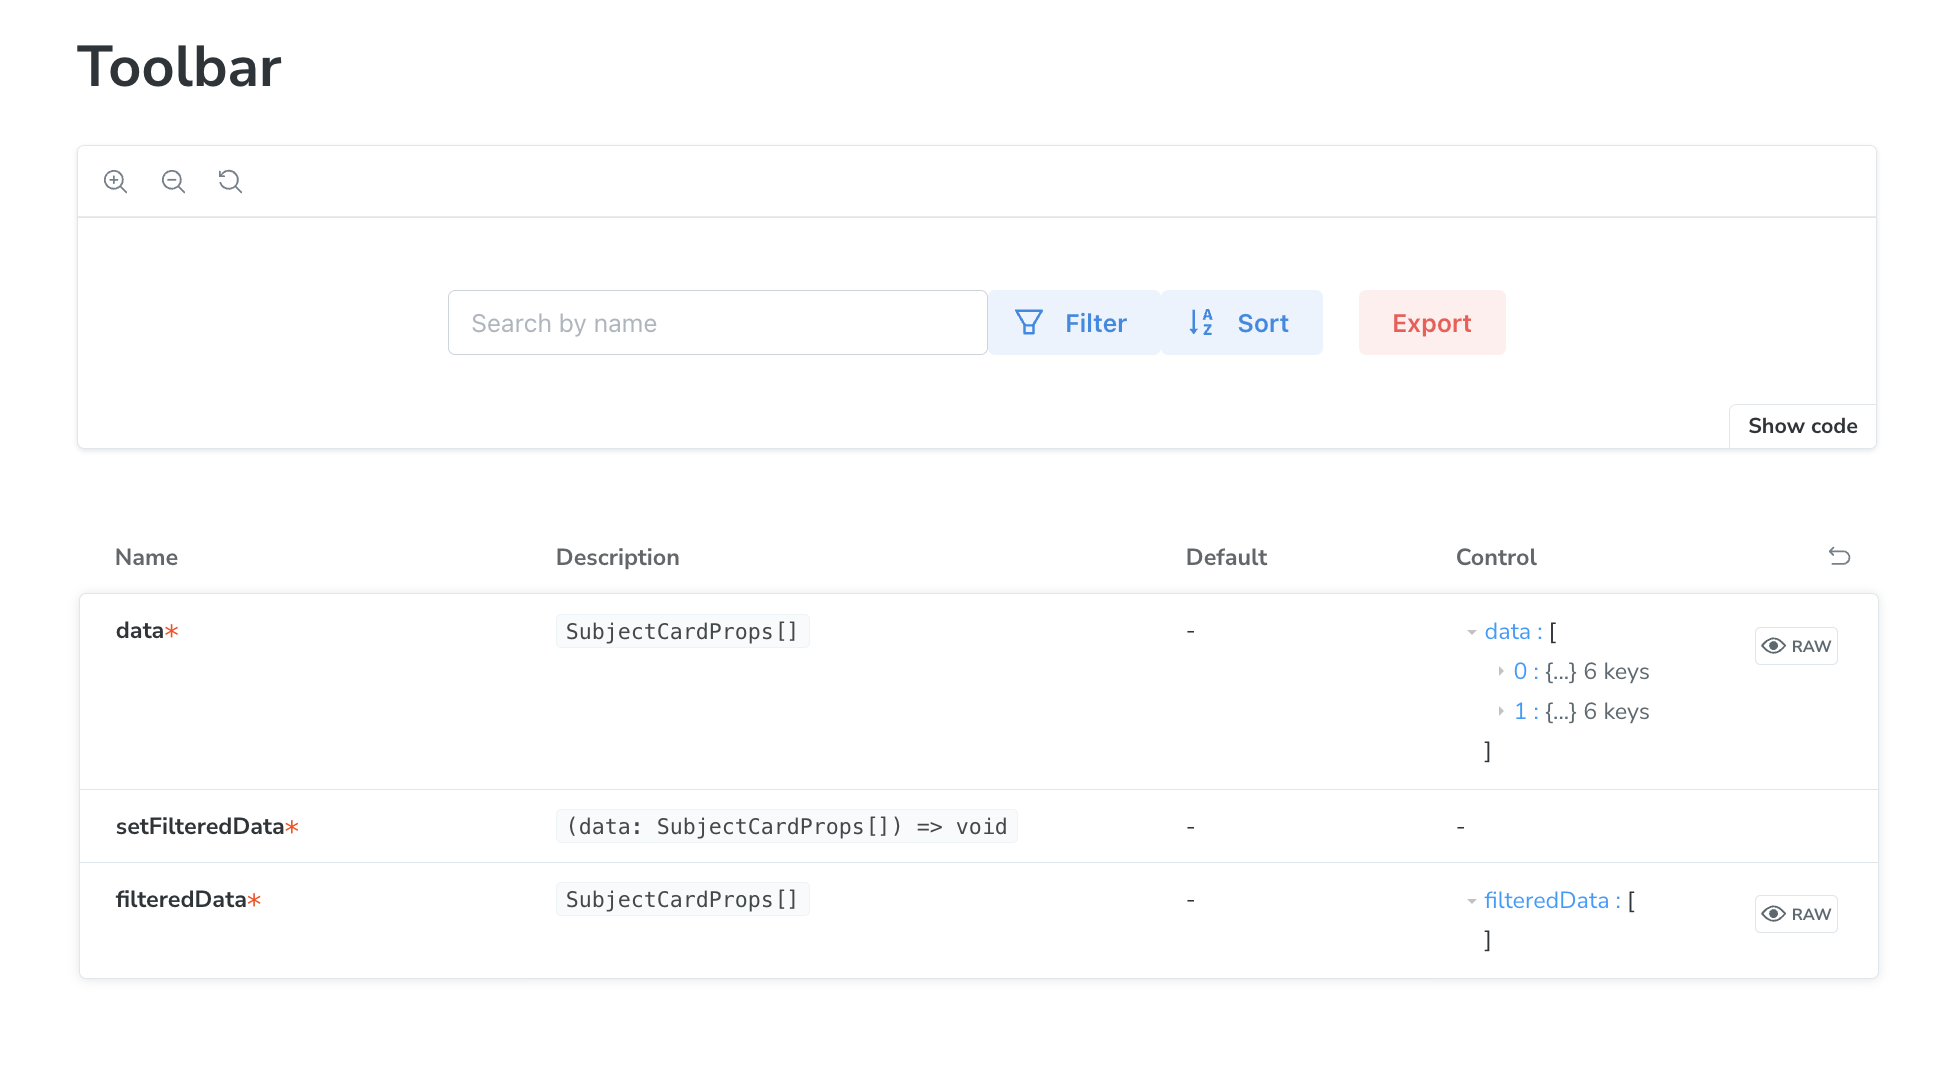 Toolbar
Search by name
Filter
A
Z
Sort
Export
Show code
Name Description Default Control
data* SubjectCardProps[] - data : [
RAW
0 : {...} 6 keys
1 : {...} 6 keys
]
setFilteredData* (data: SubjectCardProps[]) => void - -
filteredData* SubjectCardProps[] - filteredData : [
RAW
]